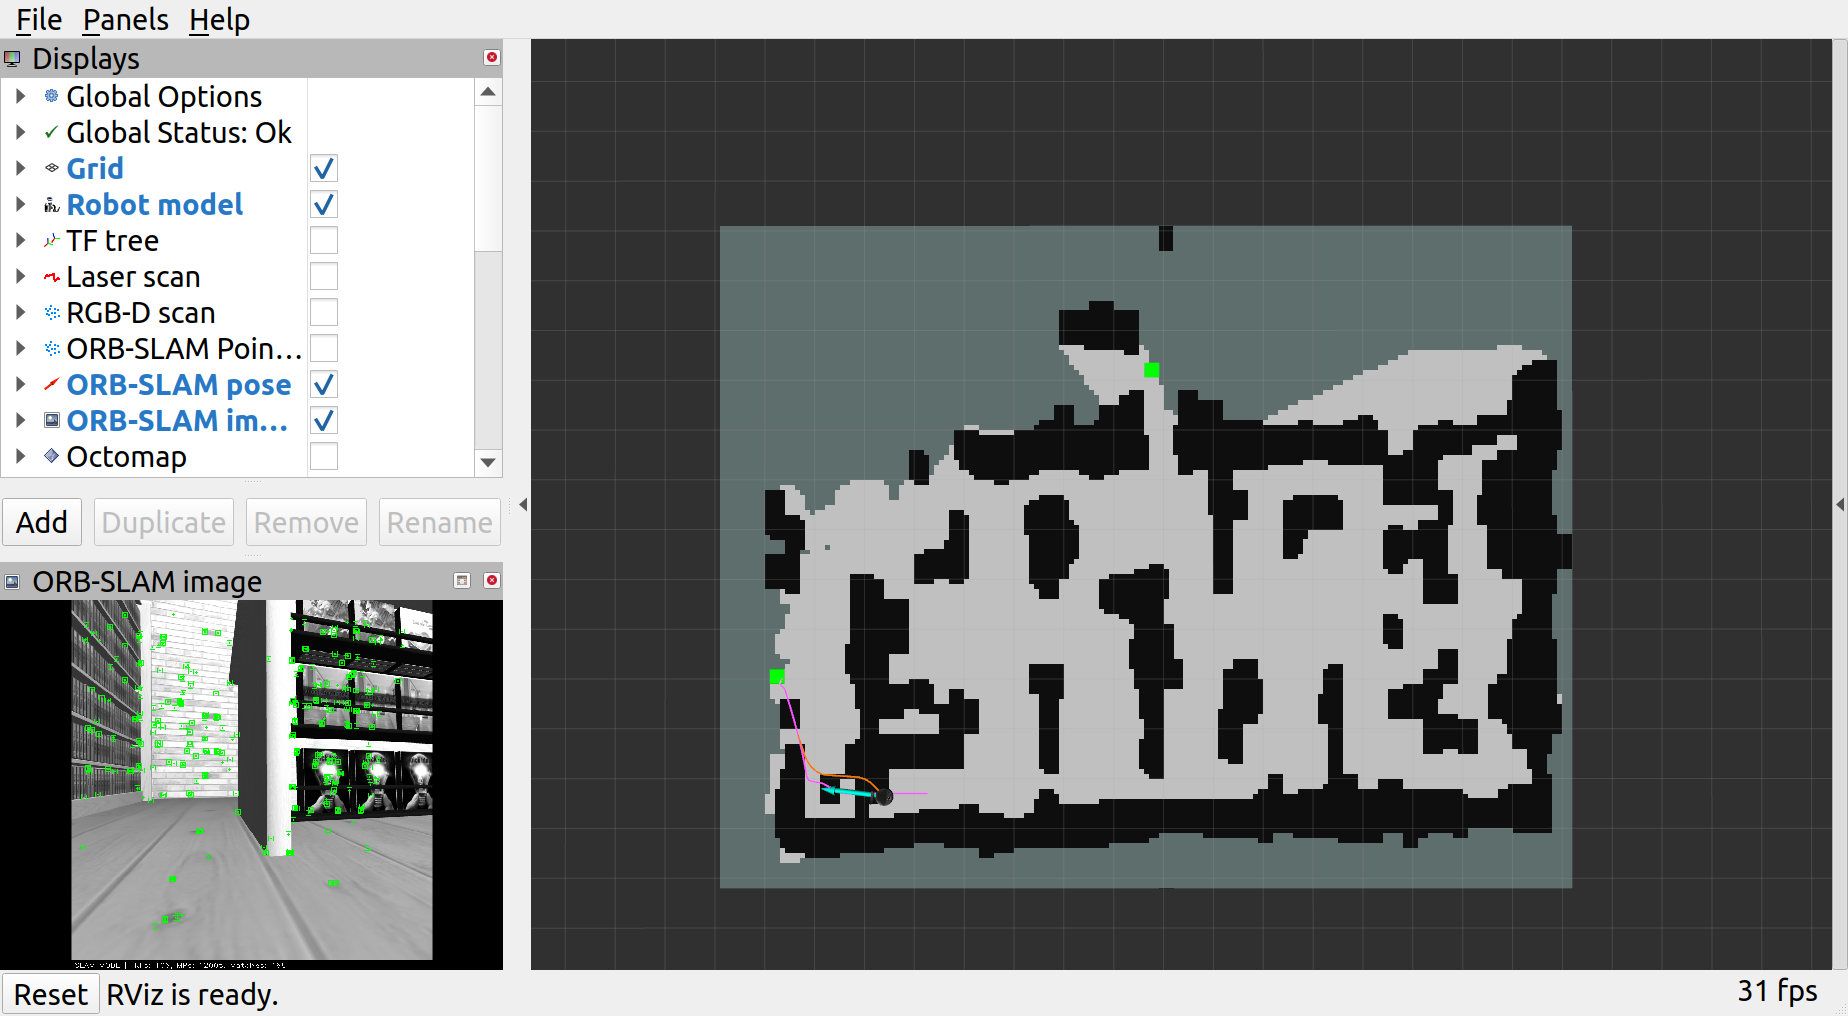 File Panels Help
Displays
Global Options
Global Status: Ok
Grid
Robot model
TF tree
Laser scan
RGB-D scan
ORB-SLAM Poin...
ORB-SLAM pose
ORB-SLAM im...
Octomap
Add Duplicate Remove Rename
ORB-SLAM image
SLAM MODE |
Reset RViz is ready.
31 fps